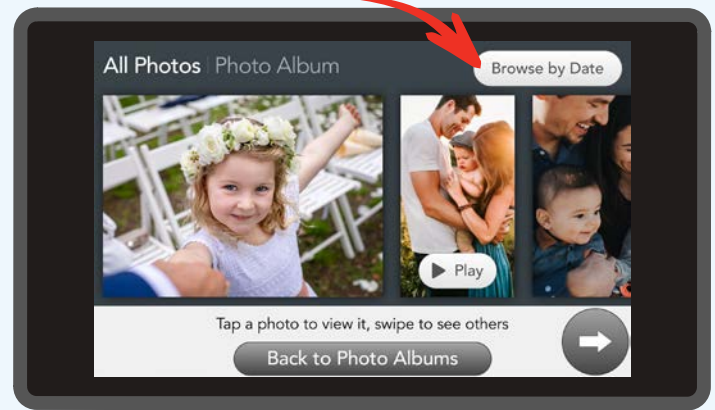 All Photos | Photo Album
Browse by Date
Play
Tap a photo to view it, swipe to see others
Back to Photo Albums